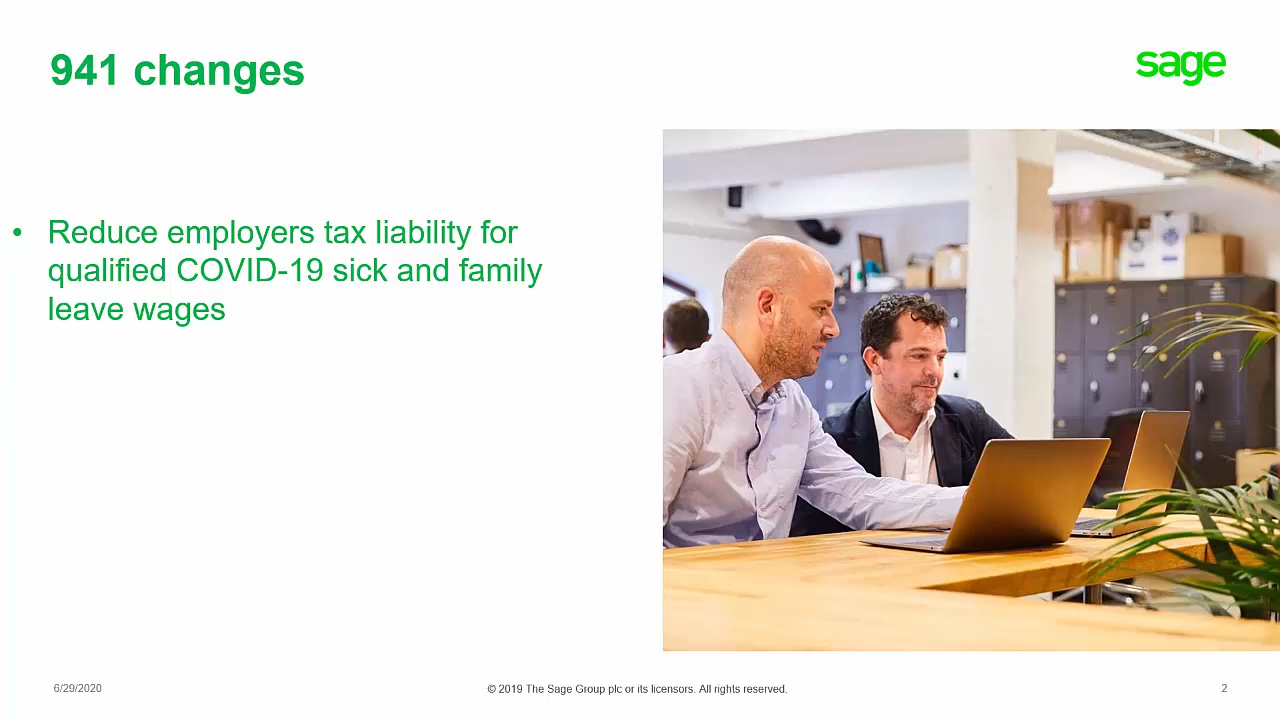 941 changes
sage
• Reduce employers tax liability for
qualified COVID-19 sick and family
leave wages
6/29/2020
© 2019 The Sage Group plc or its licensors. All rights reserved.
2